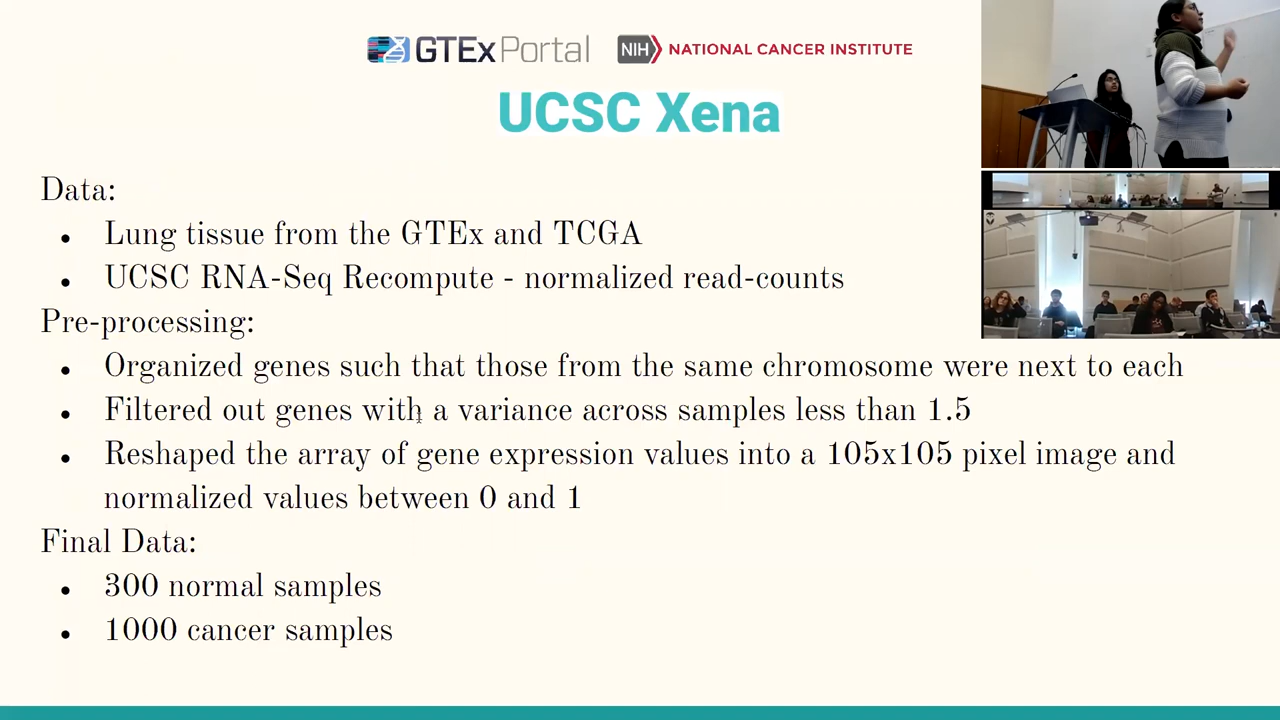 GTEx Portal
NIH NATIONAL CANCER INSTITUTE
UCSC Xena
Data:
• Lung tissue from the GTEx and TCGA
• UCSC RNA-Seq Recompute - normalized read-counts
Pre-processing:
• Organized genes such that those from the same chromosome were next to each
• Filtered out genes with a variance across samples less than 1.5
• Reshaped the array of gene expression values into a 105x105 pixel image and
normalized values between 0 and 1
Final Data:
• 300 normal samples
• 1000 cancer samples